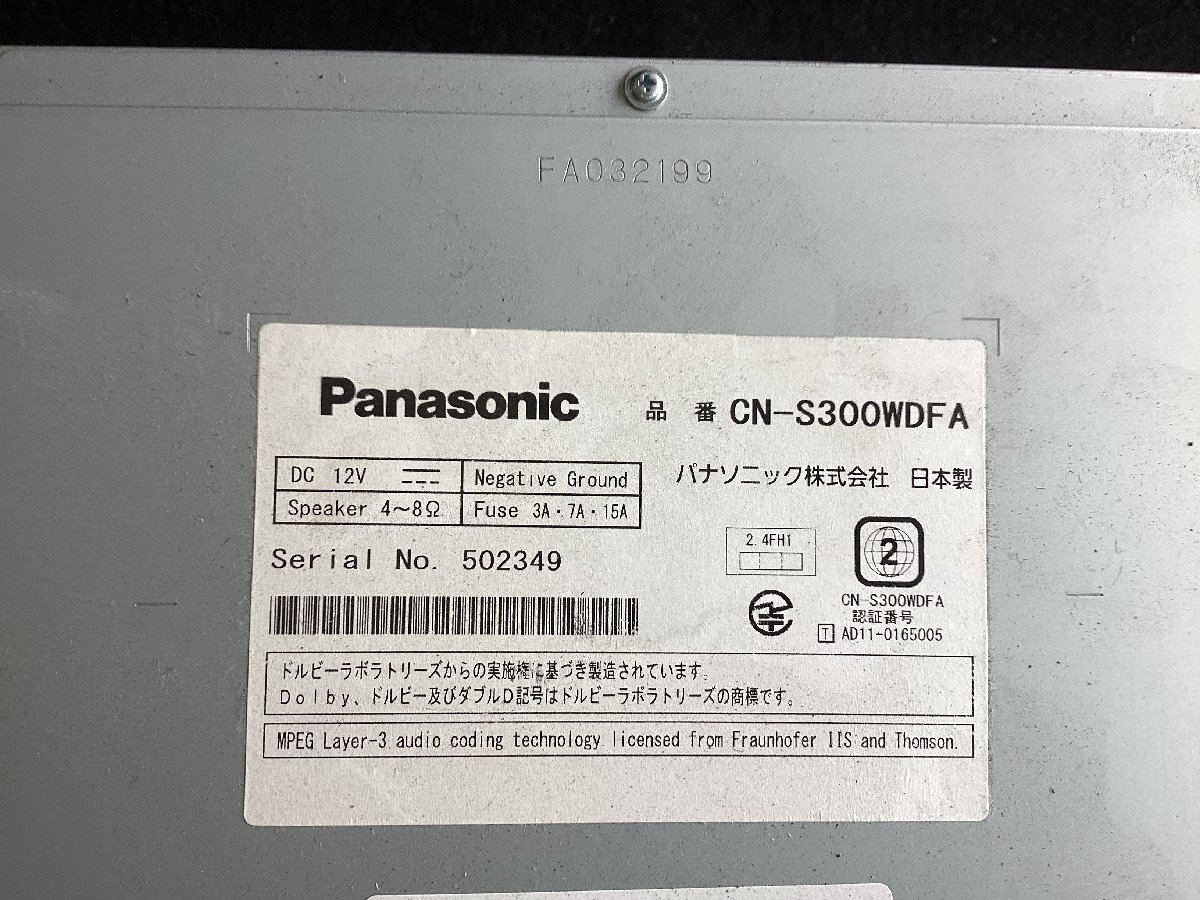 FA032199
Panasonic 品 番 CN-S300WDFA
DC 12V Negative Ground
Speaker 4〜8Ω Fuse 3A・7A・15A
パナソニック株式会社 日本製
Serial No. 502349
2.4FH1
2
CN-S300WDFA
認証番号
T AD11-0165005
ドルビーラボラトリーズからの実施権に基づき製造されています。
Dolby、ドルビー及びダブルD記号はドルビーラボラトリーズの商標です。
MPEG Layer-3 audio coding technology licensed from Fraunhofer IIS and Thomson.